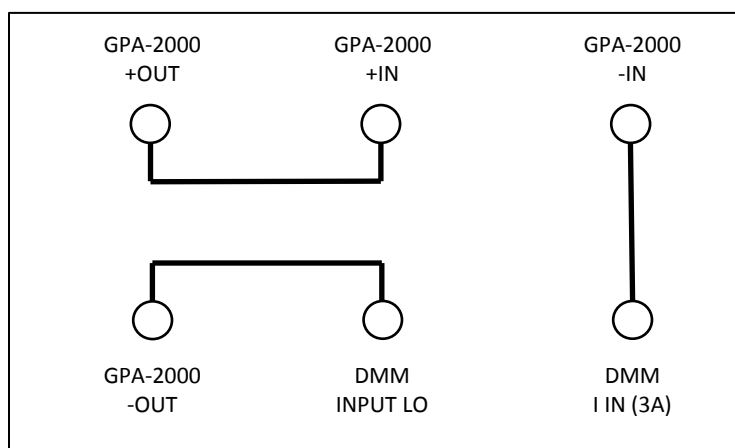 GPA-2000
+OUT
GPA-2000
+IN
GPA-2000
-IN
GPA-2000
-OUT
DMM
INPUT LO
DMM
I IN (3A)